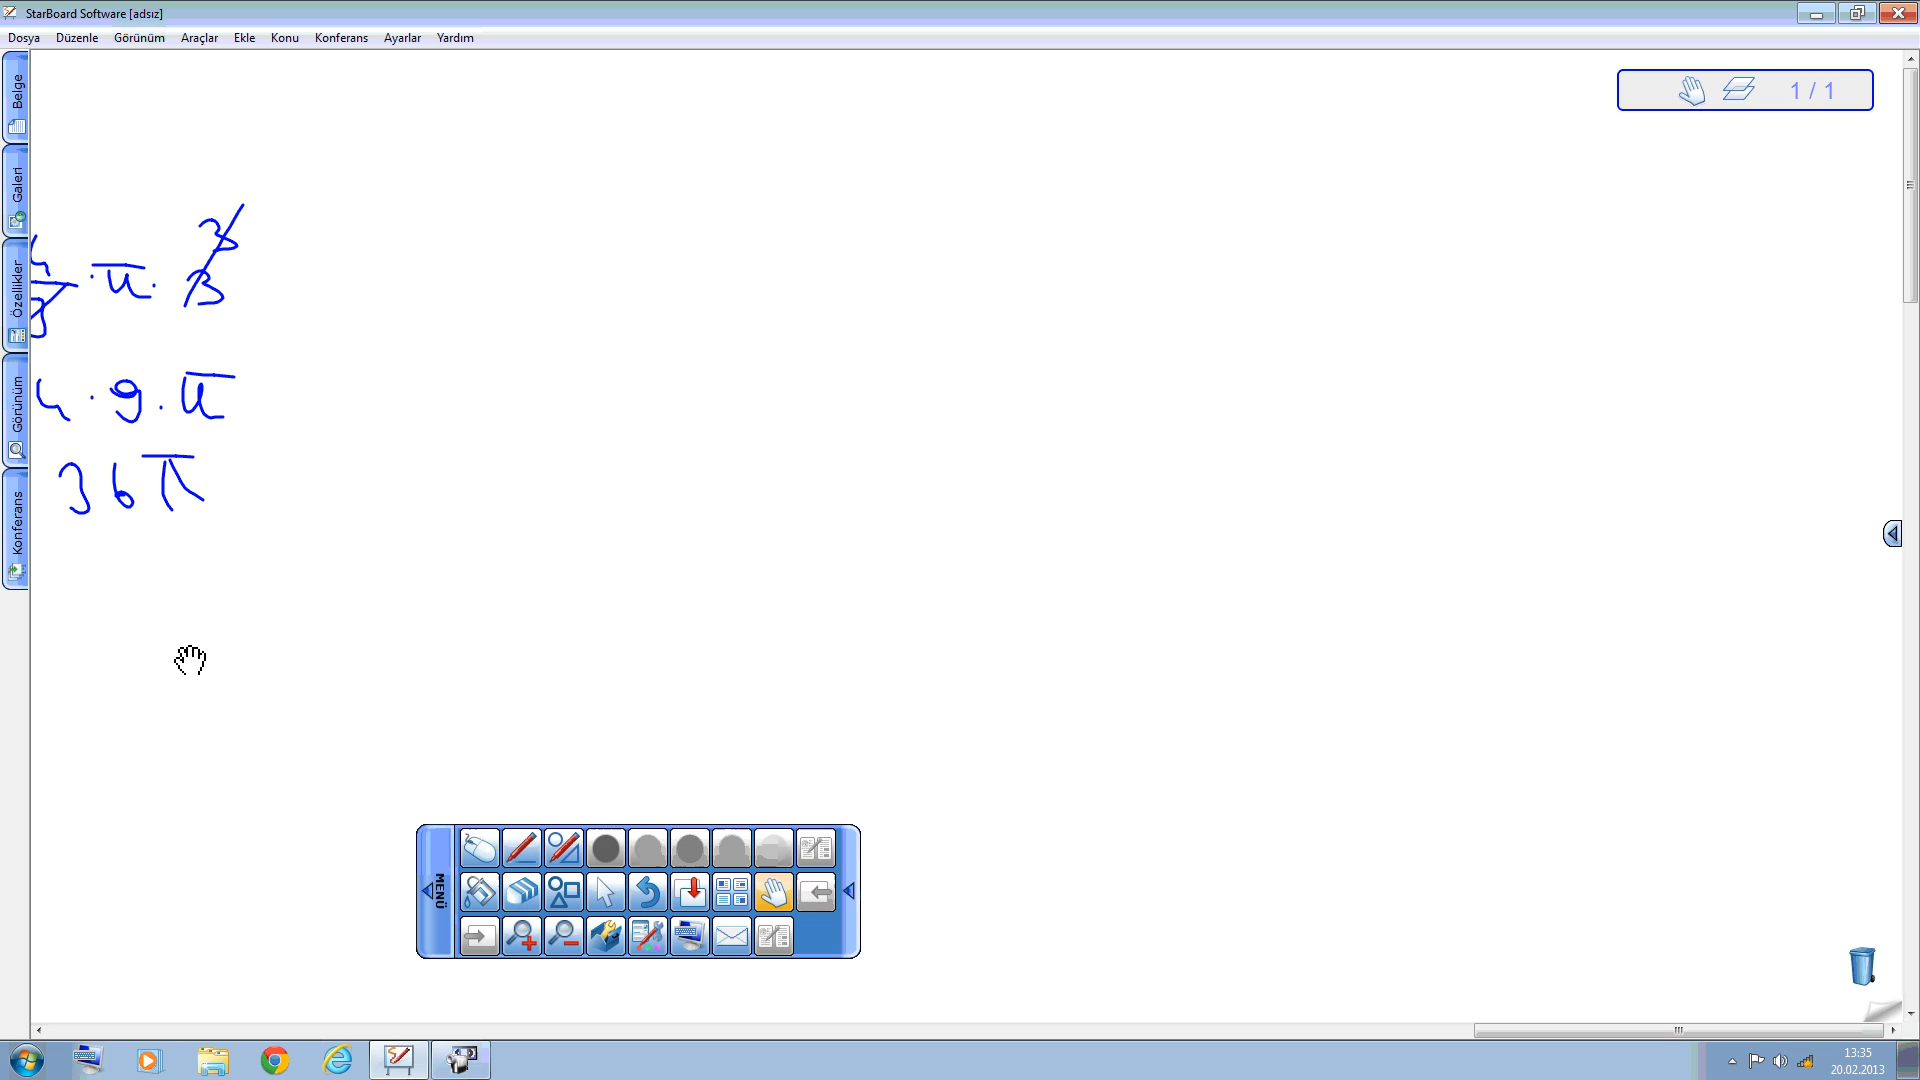 StarBoard Software [adsız]
Dosya Düzenle Görünüm Araçlar Ekle Konu Konferans Ayarlar Yardım
Belge
Galeri
Özellikler
Görünüm
Konferans
1 / 1
4/3 · π · 3³
4 · 9 · π
36π
MENÜ
13:35
20.02.2013